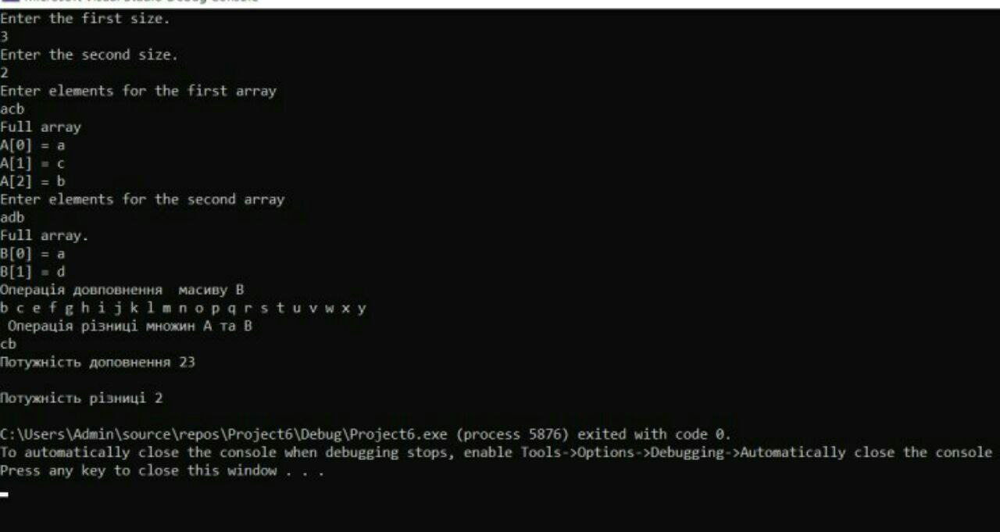 Enter the first size.
3
Enter the second size.
2
Enter elements for the first array
acb
Full array
A[0] = a
A[1] = c
A[2] = b
Enter elements for the second array
adb
Full array.
B[0] = a
B[1] = d
Операція довповнення  масиву B
b c e f g h i j k l m n o p q r s t u v w x y
Операція різниці множин A та B
cb
Потужність доповнення 23
Потужність різниці 2
C:\Users\Admin\source\repos\Project6\Debug\Project6.exe (process 5876) exited with code 0.
To automatically close the console when debugging stops, enable Tools->Options->Debugging->Automatically close the console
Press any key to close this window . . .